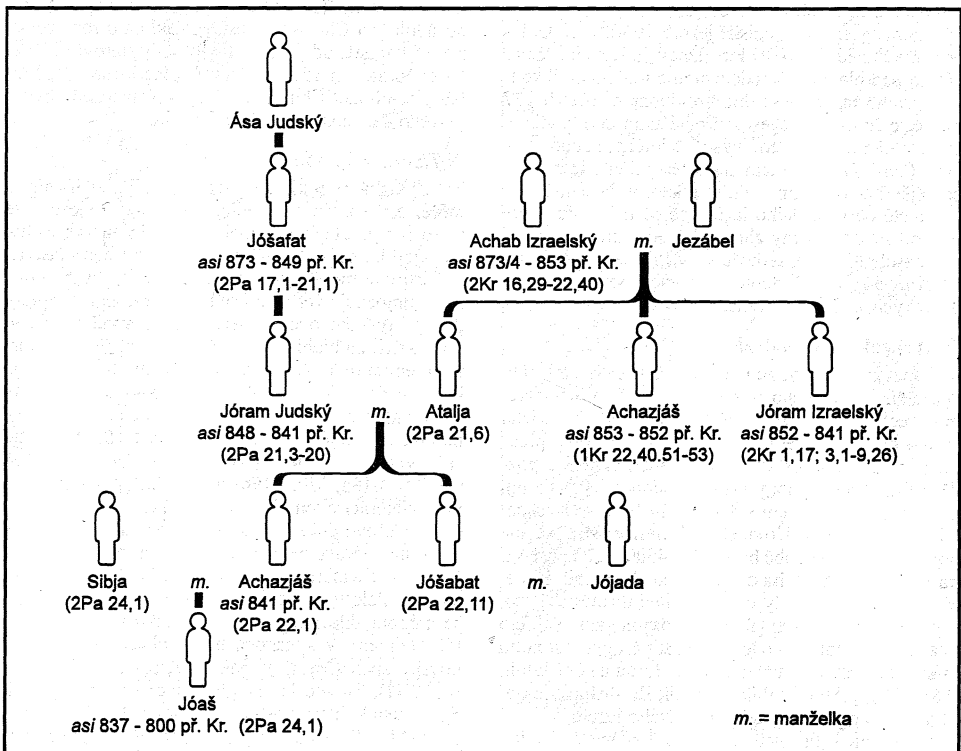 Ása Judský
Jóšafat
asi 873 - 849 př. Kr.
(2Pa 17,1-21,1)
Achab Izraelský m. Jezábel
asi 873/4 - 853 př. Kr.
(2Kr 16,29-22,40)
Jóram Judský m. Atalja
asi 848 - 841 př. Kr.
(2Pa 21,3-20)
(2Pa 21,6)
Achazjáš
asi 853 - 852 př. Kr.
(1Kr 22,40.51-53)
Jóram Izraelský
asi 852 - 841 př. Kr.
(2Kr 1,17; 3,1-9,26)
Sibja
(2Pa 24,1)
m.
Achazjáš
asi 841 př. Kr.
(2Pa 22,1)
Jóšabat m. Jójada
(2Pa 22,11)
Jóaš
asi 837 - 800 př. Kr. (2Pa 24,1)
m. = manželka